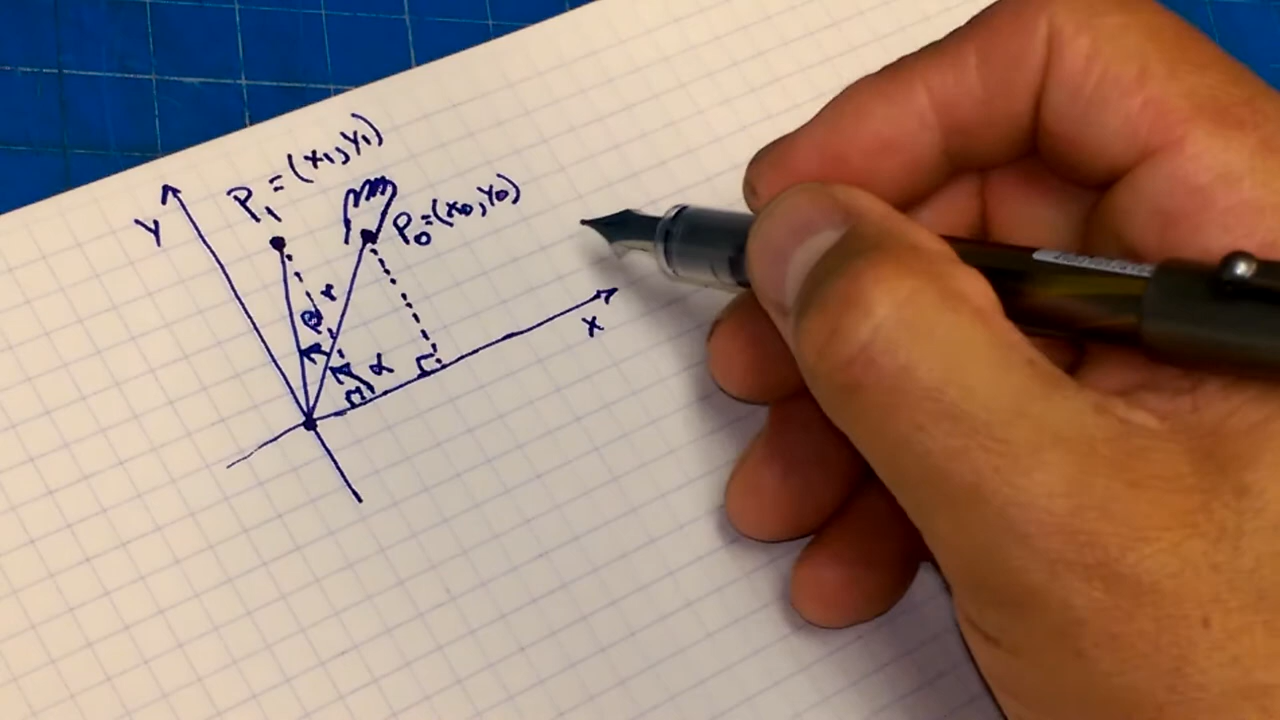 P₁=(x₁,y₁)
Y
P₀=(x₀,y₀)
r
θ
α
x